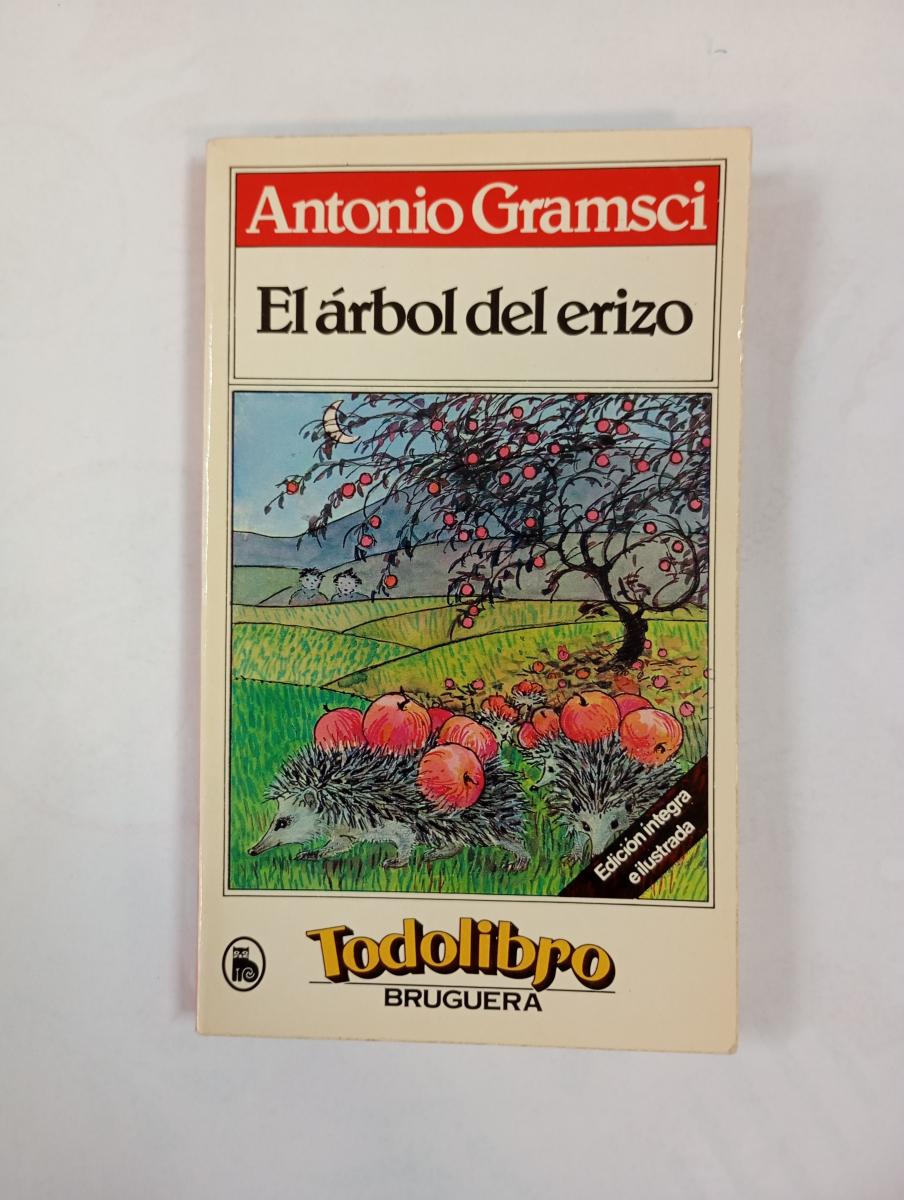 Antonio Gramsci
El árbol del erizo
Edición íntegra
e ilustrada
Todolibro
BRUGUERA